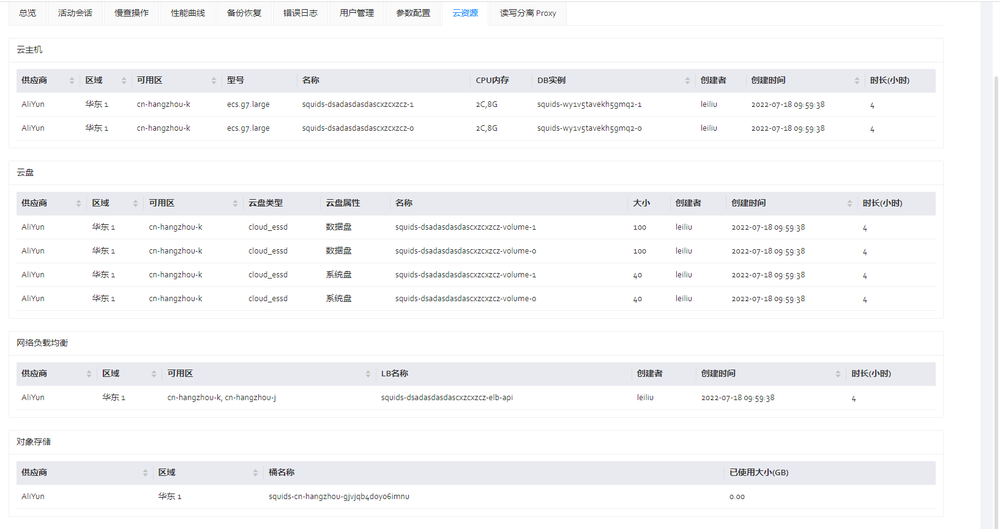 总览 活动会话 慢查操作 性能曲线 备份恢复 错误日志 用户管理 参数配置 云资源 读写分离 Proxy
云主机
供应商 区域 可用区 型号 名称 CPU内存 DB实例 创建者 创建时间 时长(小时)
AliYun 华东 1 cn-hangzhou-k ecs.g7.large squids-dsadasdasdascxzcxzcz-1 2C,8G squids-wy1v5tavekh5gmq2-1 leiliu 2022-07-18 09:59:38 4
AliYun 华东 1 cn-hangzhou-k ecs.g7.large squids-dsadasdasdascxzcxzcz-0 2C,8G squids-wy1v5tavekh5gmq2-0 leiliu 2022-07-18 09:59:38 4
云盘
供应商 区域 可用区 云盘类型 云盘属性 名称 大小 创建者 创建时间 时长(小时)
AliYun 华东 1 cn-hangzhou-k cloud_essd 数据盘 squids-dsadasdasdascxzcxzcz-volume-1 100 leiliu 2022-07-18 09:59:38 4
AliYun 华东 1 cn-hangzhou-k cloud_essd 数据盘 squids-dsadasdasdascxzcxzcz-volume-0 100 leiliu 2022-07-18 09:59:38 4
AliYun 华东 1 cn-hangzhou-k cloud_essd 系统盘 squids-dsadasdasdascxzcxzcz-volume-1 40 leiliu 2022-07-18 09:59:38 4
AliYun 华东 1 cn-hangzhou-k cloud_essd 系统盘 squids-dsadasdasdascxzcxzcz-volume-0 40 leiliu 2022-07-18 09:59:38 4
网络负载均衡
供应商 区域 可用区 LB名称 创建者 创建时间 时长(小时)
AliYun 华东 1 cn-hangzhou-k, cn-hangzhou-j squids-dsadasdasdascxzcxzcz-elb-api leiliu 2022-07-18 09:59:38 4
对象存储
供应商 区域 桶名称 已使用大小(GB)
AliYun 华东 1 squids-cn-hangzhou-gjvjqb4doyo6imnu 0.00